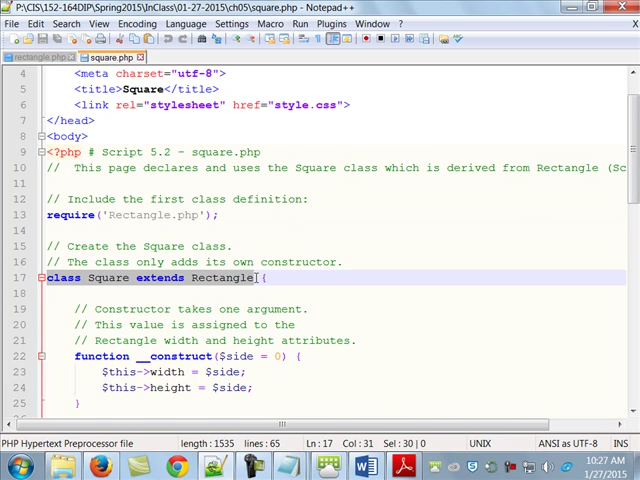 P:\CIS\152-164DIP\Spring2015\InClass\01-27-2015\ch05\square.php - Notepad++
File Edit Search View Encoding Language Settings Macro Run Plugins Window ? X
rectangle.php square.php
4 <meta charset="utf-8">
5 <title>Square</title>
6 <link rel="stylesheet" href="style.css">
7 </head>
8 <body>
9 <?php # Script 5.2 - square.php
10 // This page declares and uses the Square class which is derived from Rectangle (Sc
11
12 // Include the first class definition:
13 require('Rectangle.php');
14
15 // Create the Square class.
16 // The class only adds its own constructor.
17 class Square extends Rectangle {
18
19 // Constructor takes one argument.
20 // This value is assigned to the
21 // Rectangle width and height attributes.
22 function __construct($side = 0) {
23 $this->width = $side;
24 $this->height = $side;
25 }
PHP Hypertext Preprocessor file length : 1535 lines : 65 Ln : 17 Col : 31 Sel : 30 | 0 UNIX ANSI as UTF-8 INS
10:27 AM
1/27/2015